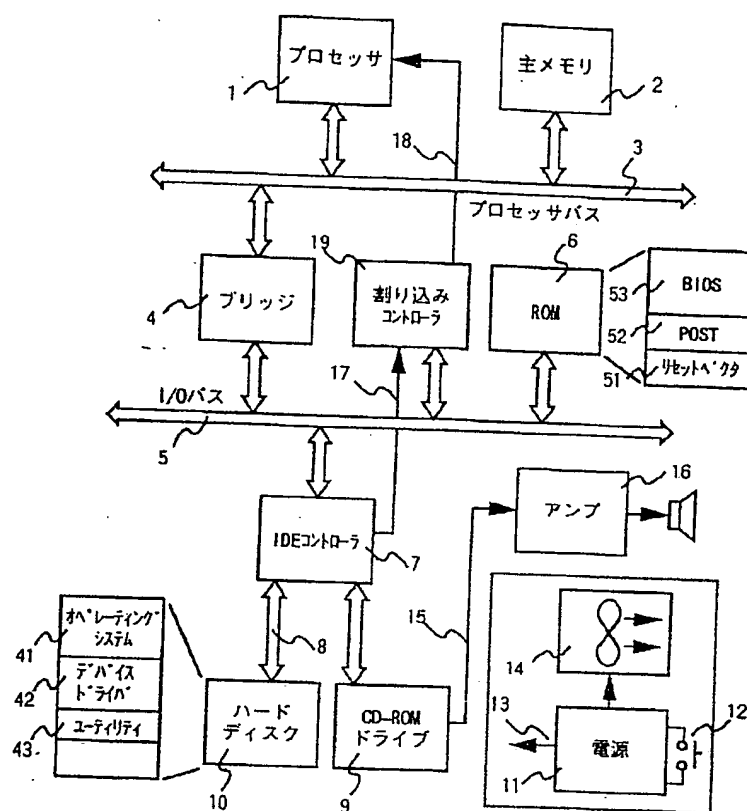 プロセッサ
1
主メモリ
2
18
3
プロセッサバス
19
6
ブリッジ
4
割り込み
コントローラ
ROM
53
BIOS
52
POST
51
リセットベクタ
17
I/Oバス
5
16
アンプ
IDEコントローラ
7
15
オペレーティング
システム
41
8
14
デバイス
ドライバ
42
ユーティリティ
43
ハード
ディスク
10
CD-ROM
ドライブ
9
13
12
電源
11